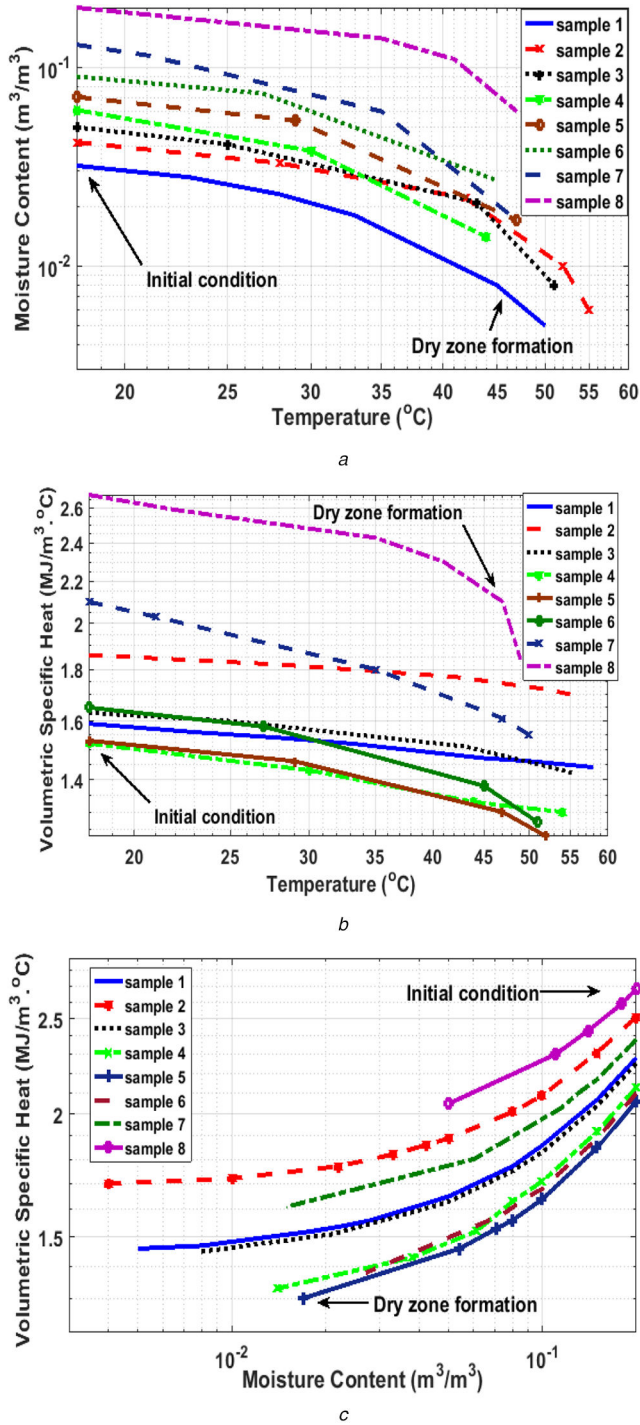 10⁻¹
10⁻²
Moisture Content (m³/m³)
sample 1
sample 2
sample 3
sample 4
sample 5
sample 6
sample 7
sample 8
Initial condition
Dry zone formation
20 25 30 35 40 45 50 55 60
Temperature (°C)
a
2.6
2.4
2.2
2
1.8
1.6
1.4
Volumetric Specific Heat (MJ/m³.°C)
Dry zone formation
sample 1
sample 2
sample 3
sample 4
sample 5
sample 6
sample 7
sample 8
Initial condition
20 25 30 35 40 45 50 55 60
Temperature (°C)
b
2.5
2
1.5
Volumetric Specific Heat (MJ/m³.°C)
sample 1
sample 2
sample 3
sample 4
sample 5
sample 6
sample 7
sample 8
Initial condition
Dry zone formation
10⁻² 10⁻¹
Moisture Content (m³/m³)
c